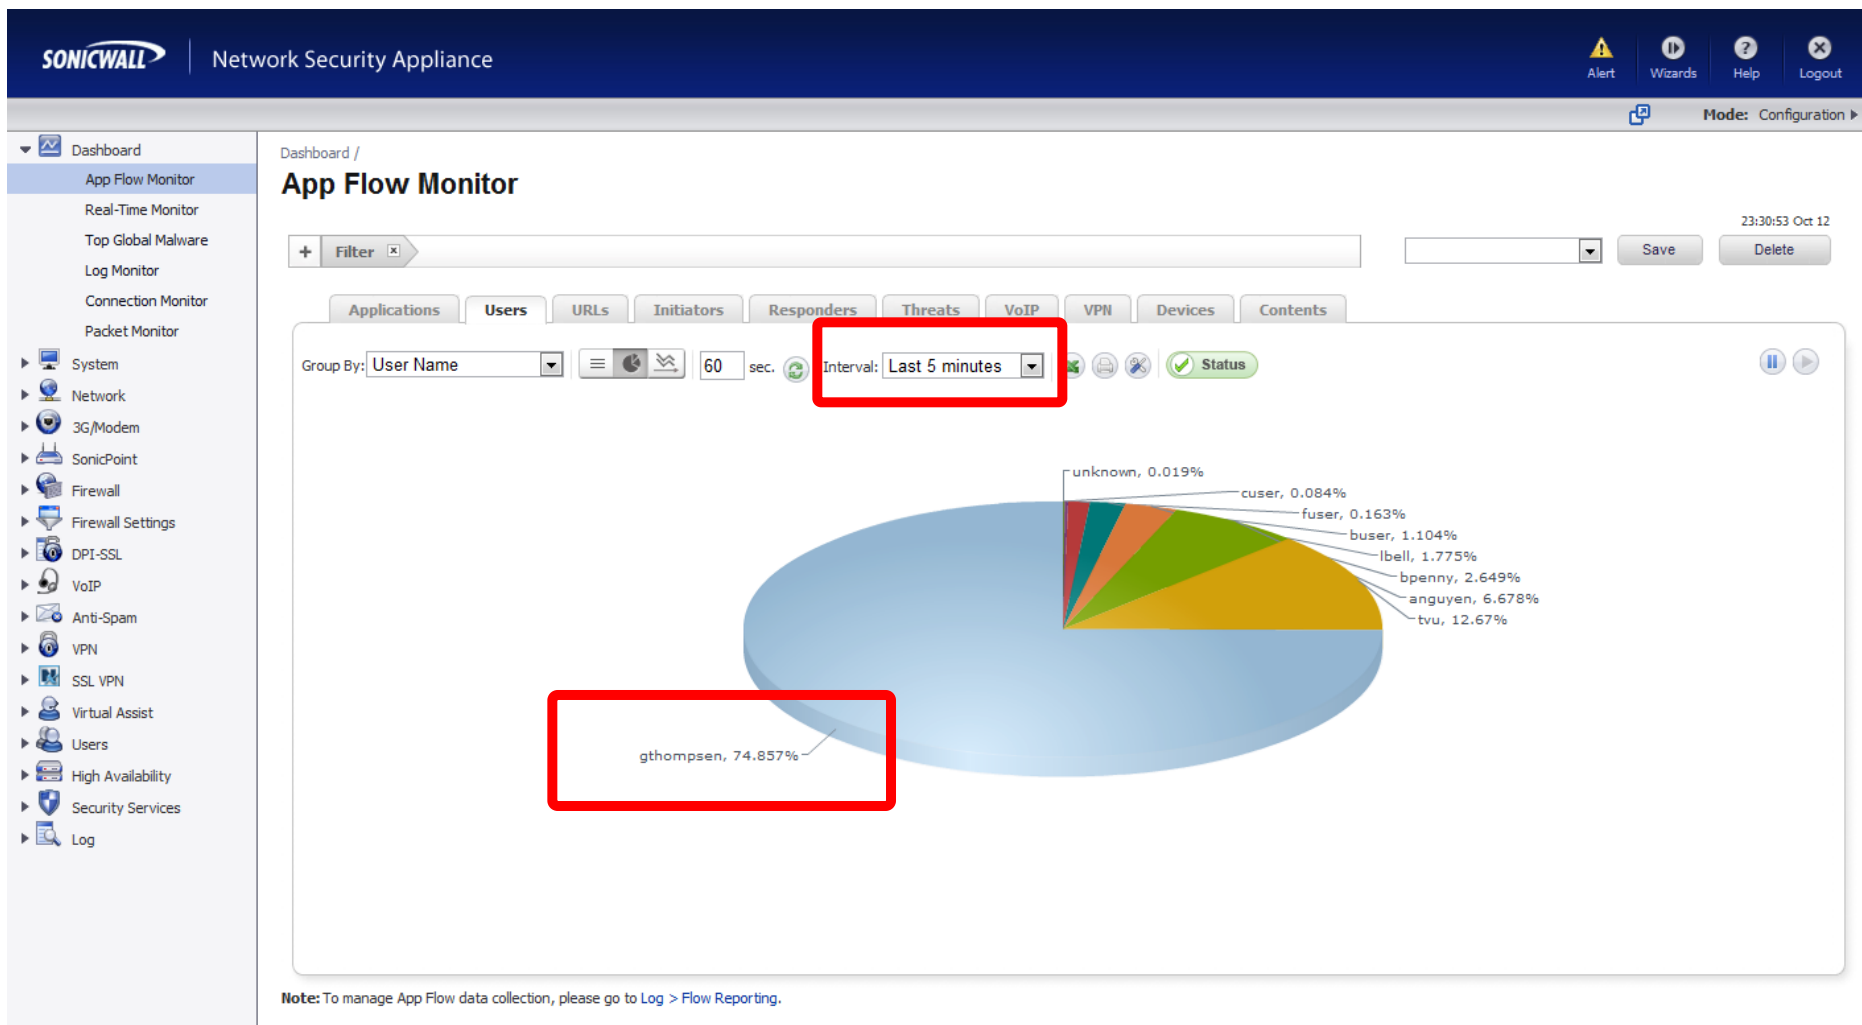 SONICWALL Network Security Appliance
Alert Wizards Help Logout
Mode: Configuration
Dashboard
App Flow Monitor
Real-Time Monitor
Top Global Malware
Log Monitor
Connection Monitor
Packet Monitor
System
Network
3G/Modem
SonicPoint
Firewall
Firewall Settings
DPI-SSL
VoIP
Anti-Spam
VPN
SSL VPN
Virtual Assist
Users
High Availability
Security Services
Log
Dashboard /
App Flow Monitor
23:30:53 Oct 12
+ Filter Save Delete
Applications Users URLs Initiators Responders Threats VoIP VPN Devices Contents
Group By: User Name 60 sec. Interval: Last 5 minutes Status
unknown, 0.019%
cuser, 0.084%
fuser, 0.163%
buser, 1.104%
lbell, 1.775%
bpenny, 2.649%
anguyen, 6.678%
tvu, 12.67%
gthompsen, 74.857%
Note: To manage App Flow data collection, please go to Log > Flow Reporting.